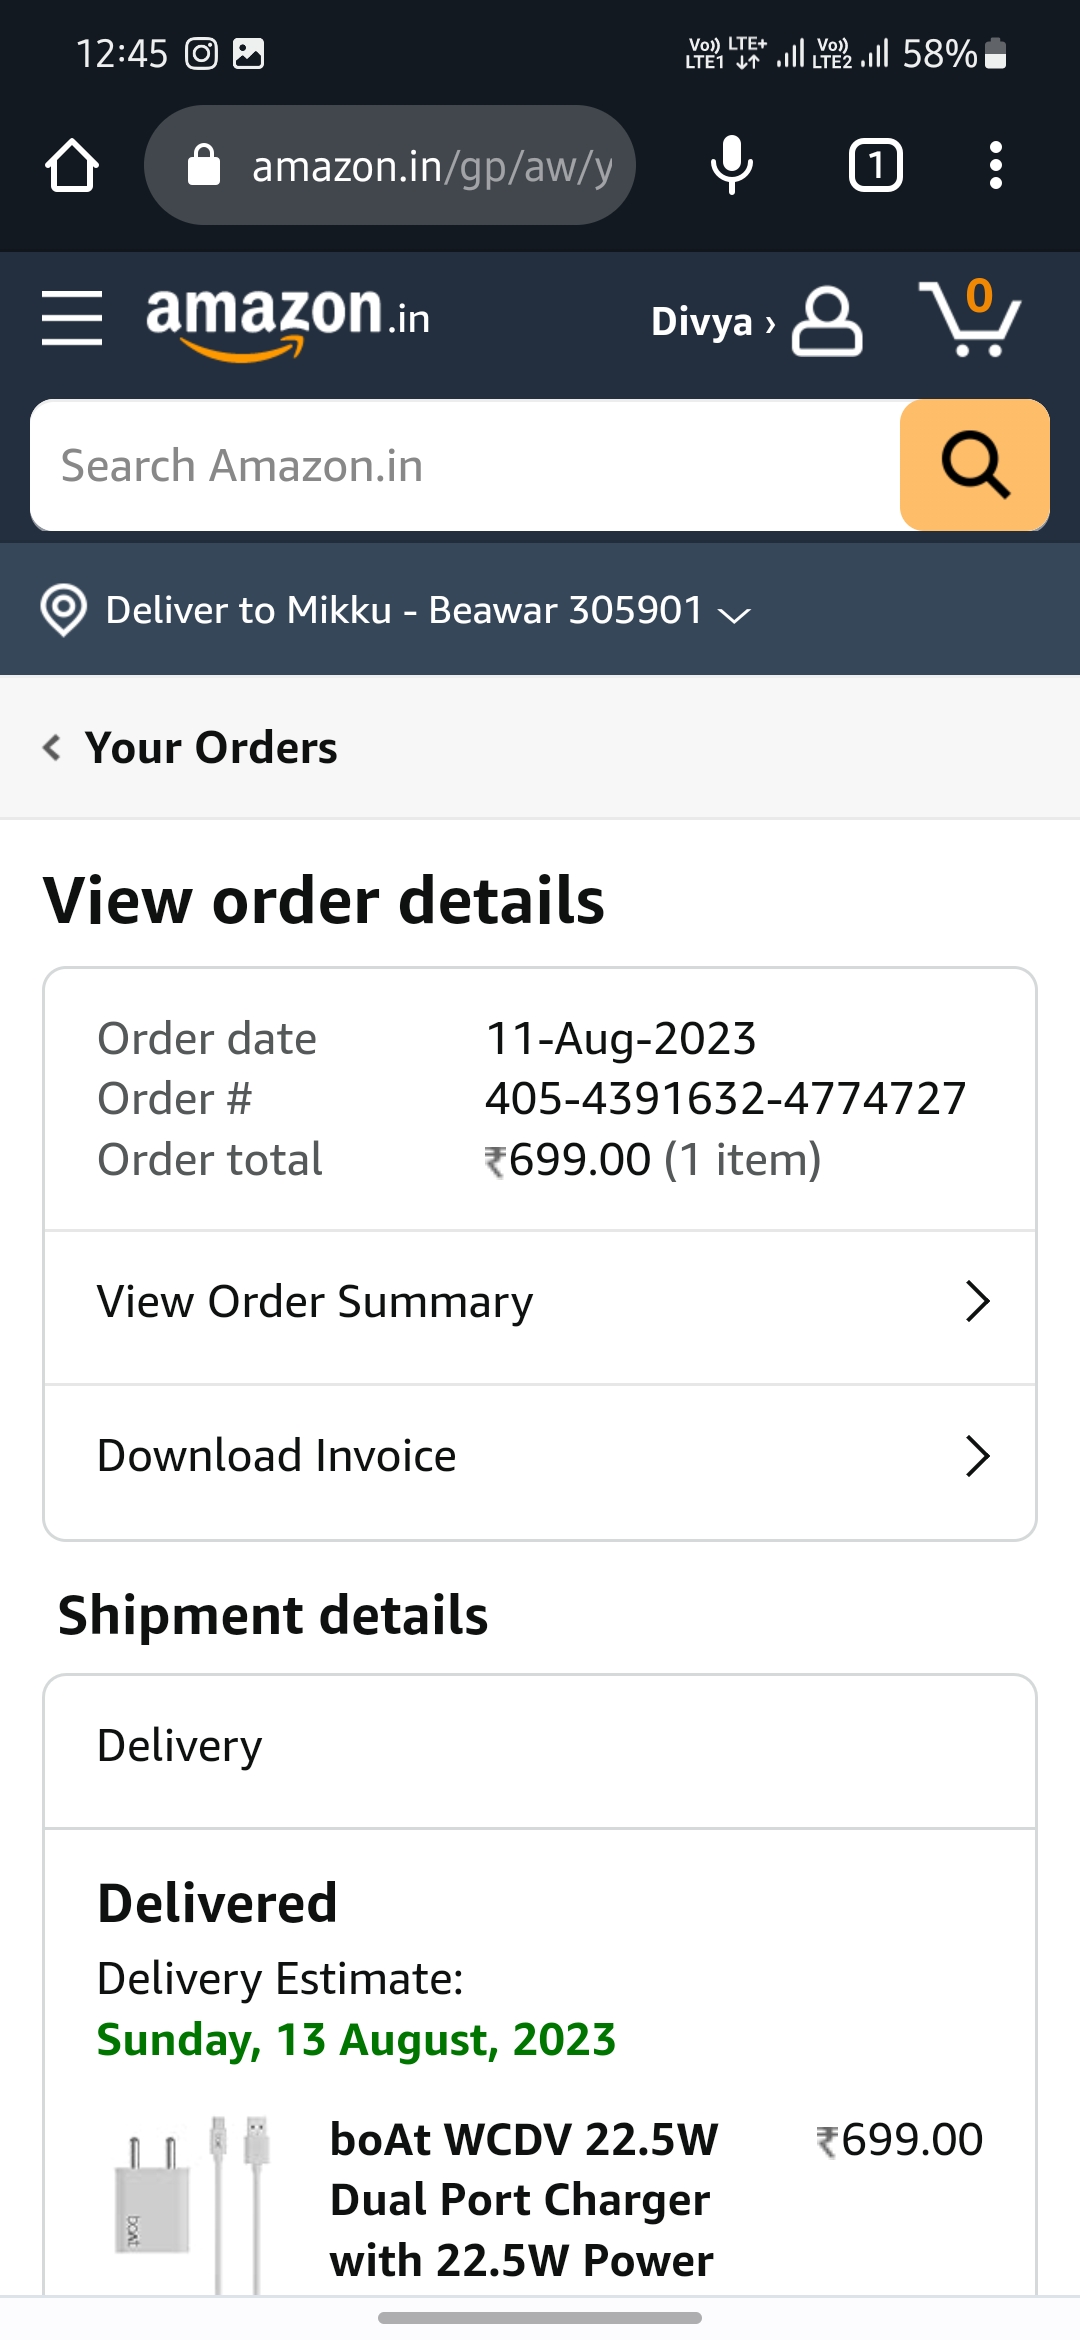 12:45
Vo)) LTE+
LTE1
Vo))
LTE2
58%
amazon.in/gp/aw/y
1
amazon.in
Divya ›
0
Search Amazon.in
Deliver to Mikku - Beawar 305901
Your Orders
View order details
Order date 11-Aug-2023
Order # 405-4391632-4774727
Order total ₹699.00 (1 item)
View Order Summary
Download Invoice
Shipment details
Delivery
Delivered
Delivery Estimate:
Sunday, 13 August, 2023
boAt WCDV 22.5W ₹699.00
Dual Port Charger
with 22.5W Power
boAt